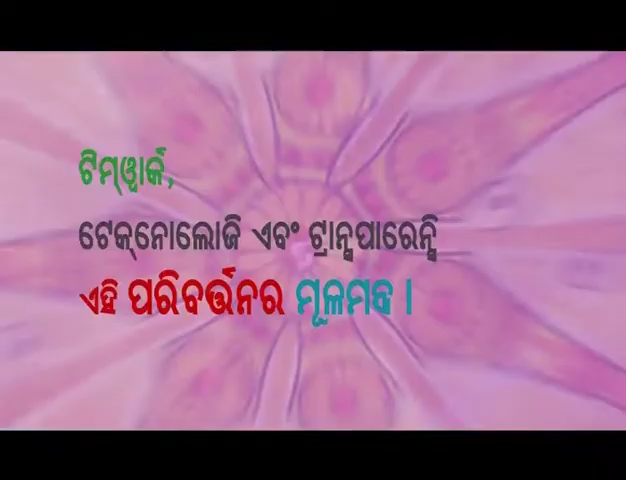 ଟିମ୍‌ୱାର୍କ,
ଟେକ୍‌ନୋଲୋଜି ଏବଂ ଟ୍ରାନ୍ସପାରେନ୍ସି
ଏହି ପରିବର୍ତ୍ତନର ମୂଳମନ୍ତ୍ର ।